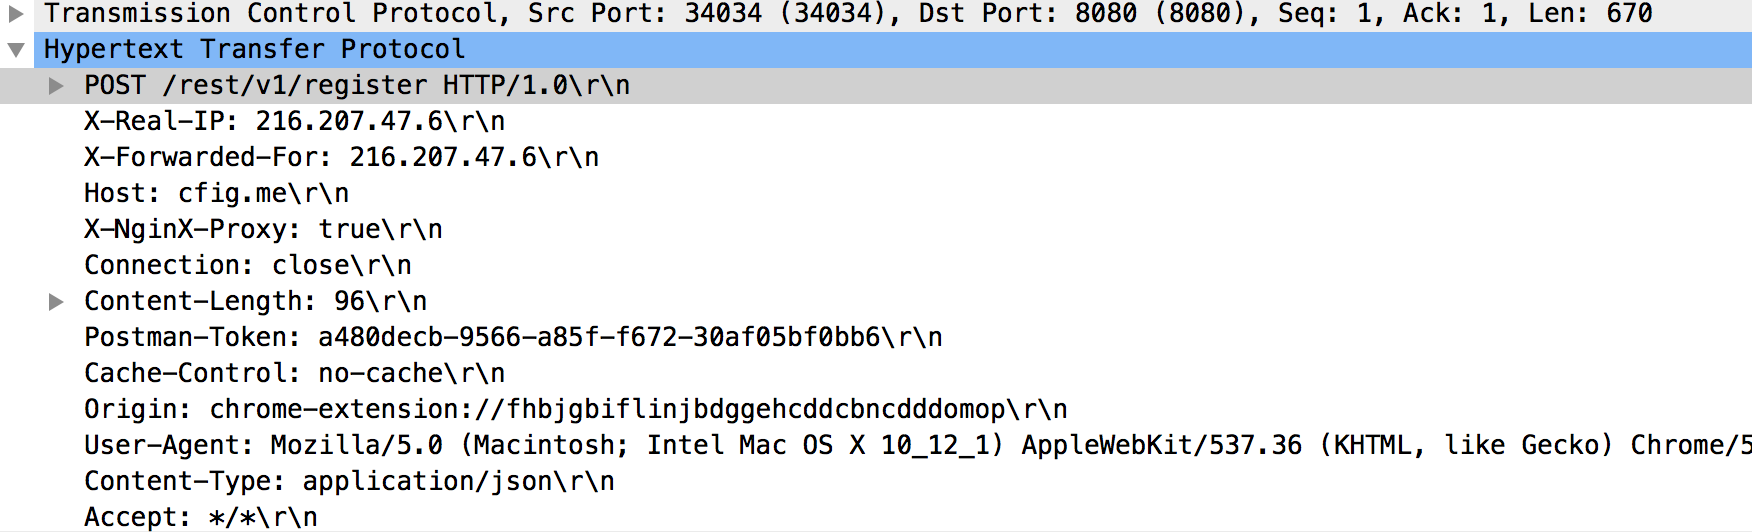 Transmission Control Protocol, Src Port: 34034 (34034), Dst Port: 8080 (8080), Seq: 1, Ack: 1, Len: 670
Hypertext Transfer Protocol
POST /rest/v1/register HTTP/1.0\r\n
X-Real-IP: 216.207.47.6\r\n
X-Forwarded-For: 216.207.47.6\r\n
Host: cfig.me\r\n
X-NginX-Proxy: true\r\n
Connection: close\r\n
Content-Length: 96\r\n
Postman-Token: a480decb-9566-a85f-f672-30af05bf0bb6\r\n
Cache-Control: no-cache\r\n
Origin: chrome-extension://fhbjgbiflinjbdggehcddcbncdddomop\r\n
User-Agent: Mozilla/5.0 (Macintosh; Intel Mac OS X 10_12_1) AppleWebKit/537.36 (KHTML, like Gecko) Chrome/5
Content-Type: application/json\r\n
Accept: */*\r\n